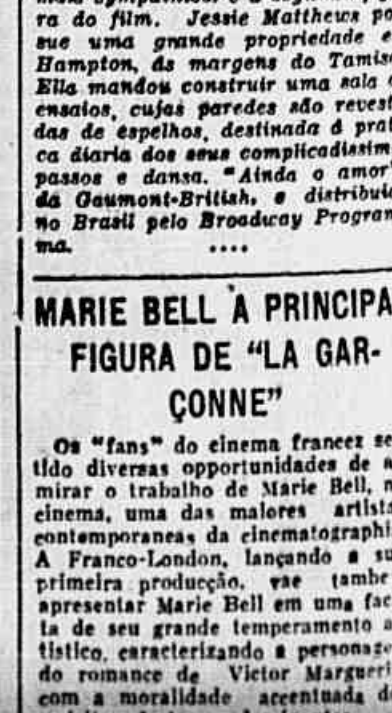 ra do film. Jessie Matthews po
sue uma grande propriedade e
Hampton, ás margens do Tamis
Ella mandou construir uma sala
ensaios, cujas paredes são reves
das de espelhos, destinada á prat
ca diaria dos seus complicadissim
passos e dansa. "Ainda o amor"
da Gaumont-British, e distribui
no Brasil pelo Broadway Program
ma. ....
MARIE BELL A PRINCIPA
FIGURA DE "LA GAR-
ÇONNE"
Os "fans" do cinema francez se
tido diversas opportunidades de a
mirar o trabalho de Marie Bell, n
cinema, uma das maiores artista
contemporaneas da cinematographi
A Franco-London, lançando a su
primeira producção, vae tambe
apresentar Marie Bell em uma fac
ta de seu grande temperamento a
tistico, caracterizando a personage
do romance de Victor Margueri
com a moralidade accentuada d